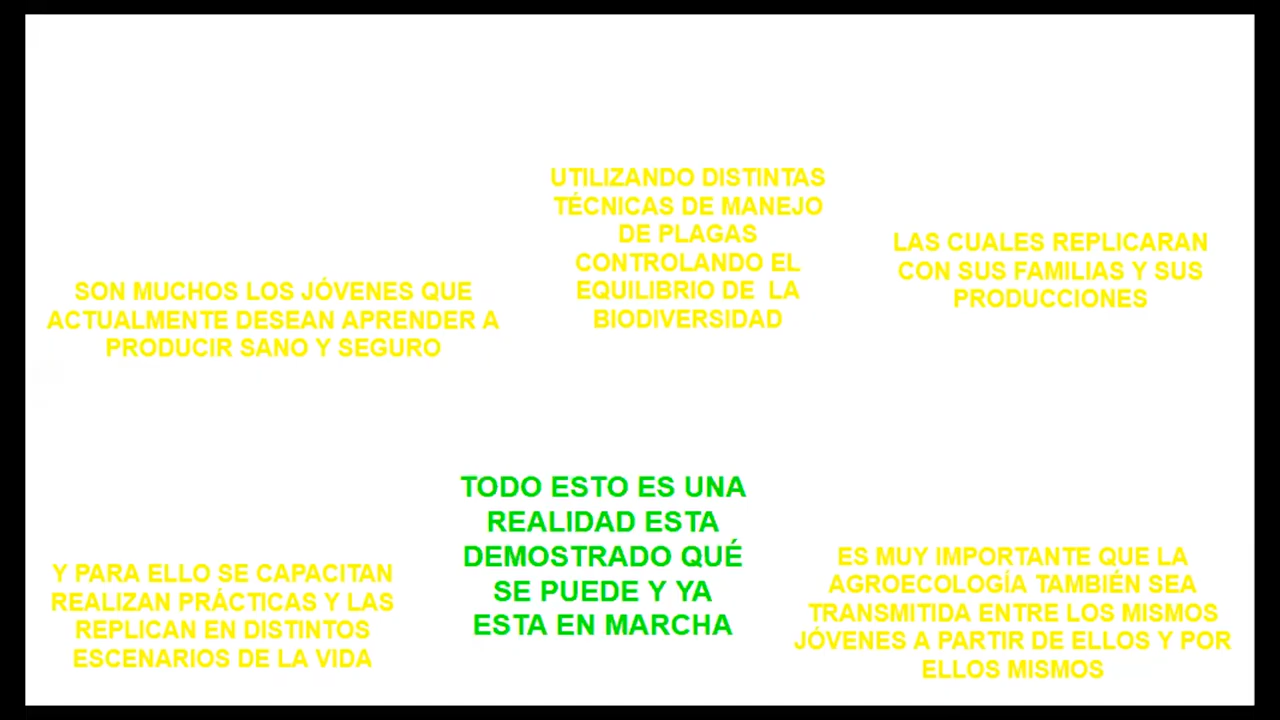 SON MUCHOS LOS JÓVENES QUE
ACTUALMENTE DESEAN APRENDER A
PRODUCIR SANO Y SEGURO
UTILIZANDO DISTINTAS
TÉCNICAS DE MANEJO
DE PLAGAS
CONTROLANDO EL
EQUILIBRIO DE LA
BIODIVERSIDAD
LAS CUALES REPLICARAN
CON SUS FAMILIAS Y SUS
PRODUCCIONES
Y PARA ELLO SE CAPACITAN
REALIZAN PRÁCTICAS Y LAS
REPLICAN EN DISTINTOS
ESCENARIOS DE LA VIDA
TODO ESTO ES UNA
REALIDAD ESTA
DEMOSTRADO QUÉ
SE PUEDE Y YA
ESTA EN MARCHA
ES MUY IMPORTANTE QUE LA
AGROECOLOGÍA TAMBIÉN SEA
TRANSMITIDA ENTRE LOS MISMOS
JÓVENES A PARTIR DE ELLOS Y POR
ELLOS MISMOS